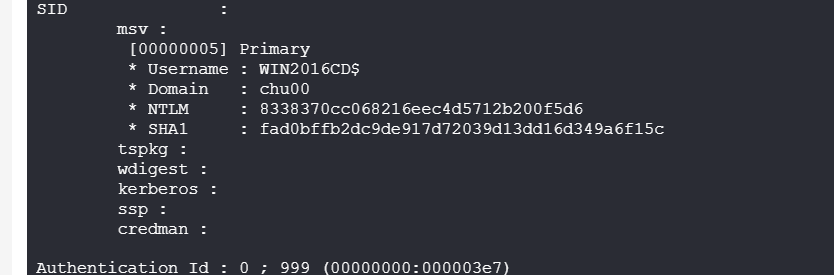 SID               :
        msv :
         [00000005] Primary
         * Username : WIN2016CD$
         * Domain   : chu00
         * NTLM     : 8338370cc068216eec4d5712b200f5d6
         * SHA1     : fad0bffb2dc9de917d72039d13dd16d349a6f15c
        tspkg :
        wdigest :
        kerberos :
        ssp :
        credman :
Authentication Id : 0 ; 999 (00000000:000003e7)